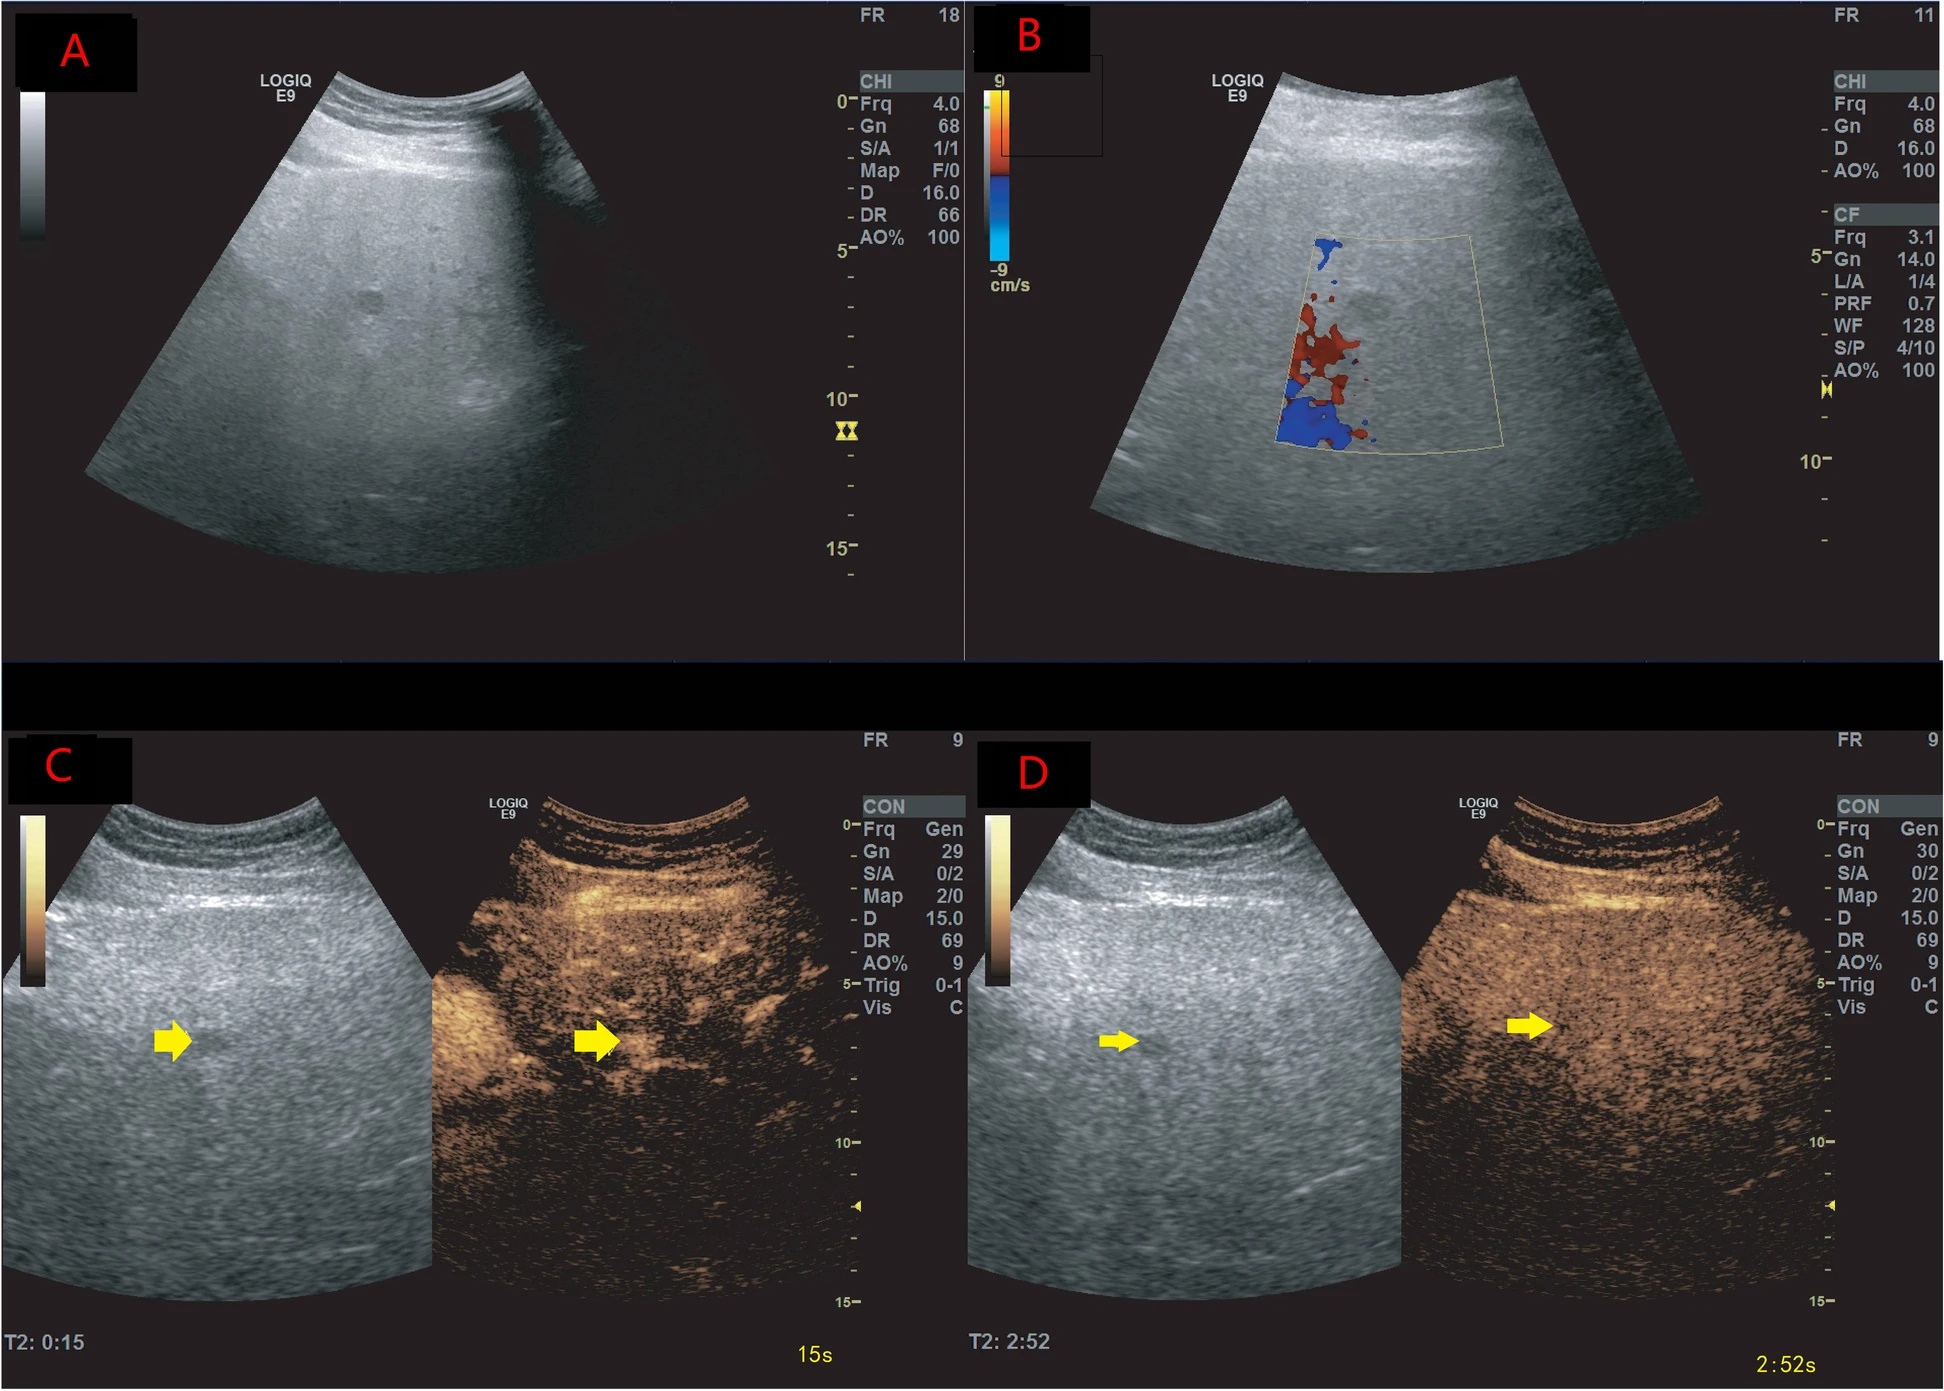 A
LOGIQ
E9
FR 18
CHI
Frq 4.0
Gn 68
S/A 1/1
Map F/0
D 16.0
DR 66
AO% 100
0
5
10
15
B
9
-9
cm/s
LOGIQ
E9
FR 11
CHI
Frq 4.0
Gn 68
D 16.0
AO% 100
CF
Frq 3.1
Gn 14.0
L/A 1/4
PRF 0.7
WF 128
S/P 4/10
AO% 100
5
10
C
LOGIQ
E9
FR 9
CON
Frq Gen
Gn 29
S/A 0/2
Map 2/0
D 15.0
DR 69
AO% 9
Trig 0-1
Vis C
0
5
10
15
T2: 0:15
15s
D
LOGIQ
E9
FR 9
CON
Frq Gen
Gn 30
S/A 0/2
Map 2/0
D 15.0
DR 69
AO% 9
Trig 0-1
Vis C
0
5
10
15
T2: 2:52
2:52s